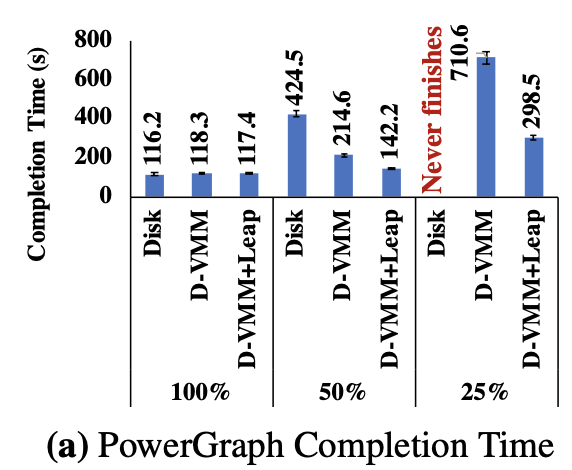 Completion Time (s)
800
600
400
200
0
116.2
118.3
117.4
424.5
214.6
142.2
Never finishes
710.6
298.5
Disk
D-VMM
D-VMM+Leap
Disk
D-VMM
D-VMM+Leap
Disk
D-VMM
D-VMM+Leap
100%
50%
25%
(a) PowerGraph Completion Time